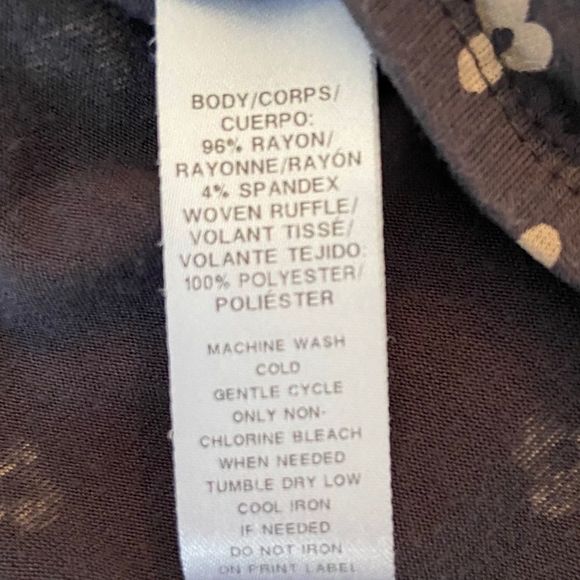 BODY/CORPS/
CUERPO:
96% RAYON/
RAYONNE/RAYÓN
4% SPANDEX
WOVEN RUFFLE/
VOLANT TISSÉ/
VOLANTE TEJIDO:
100% POLYESTER/
POLIÉSTER
MACHINE WASH
COLD
GENTLE CYCLE
ONLY NON-
CHLORINE BLEACH
WHEN NEEDED
TUMBLE DRY LOW
COOL IRON
IF NEEDED
DO NOT IRON
ON PRINT LABEL